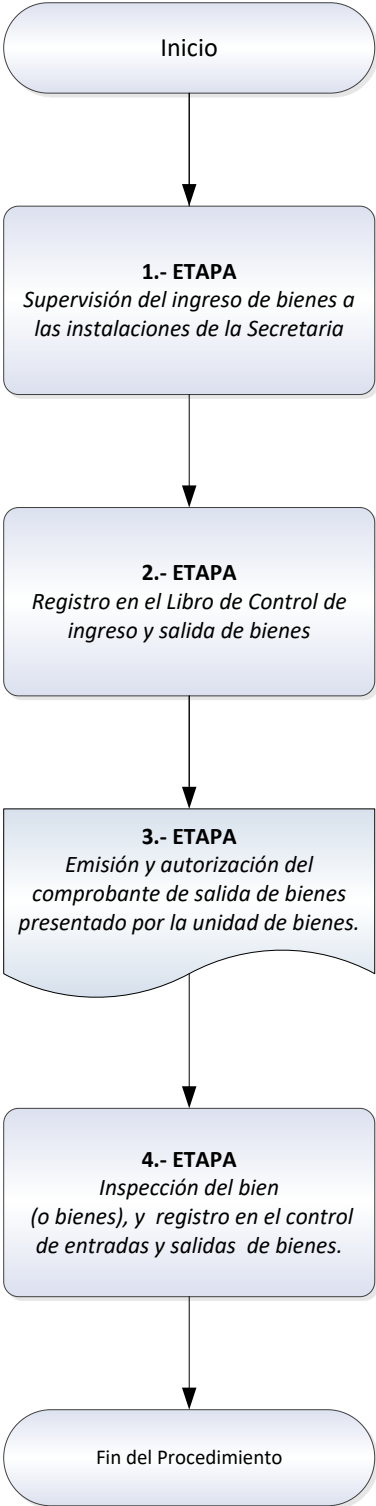 Inicio
1.- ETAPA
Supervisión del ingreso de bienes a
las instalaciones de la Secretaria
2.- ETAPA
Registro en el Libro de Control de
ingreso y salida de bienes
3.- ETAPA
Emisión y autorización del
comprobante de salida de bienes
presentado por la unidad de bienes.
4.- ETAPA
Inspección del bien
(o bienes), y registro en el control
de entradas y salidas de bienes.
Fin del Procedimiento